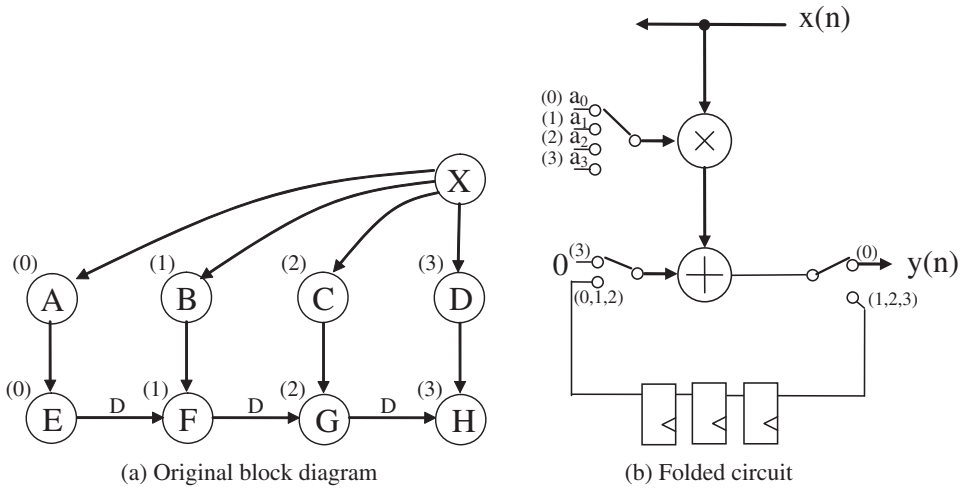 X
(0) (1) (2) (3)
A B C D
(0) (1) (2) (3)
E D F D G D H
(a) Original block diagram
x(n)
(0) a₀
(1) a₁
(2) a₂
(3) a₃
×
0 (3) + (0) y(n)
(0,1,2) (1,2,3)
(b) Folded circuit